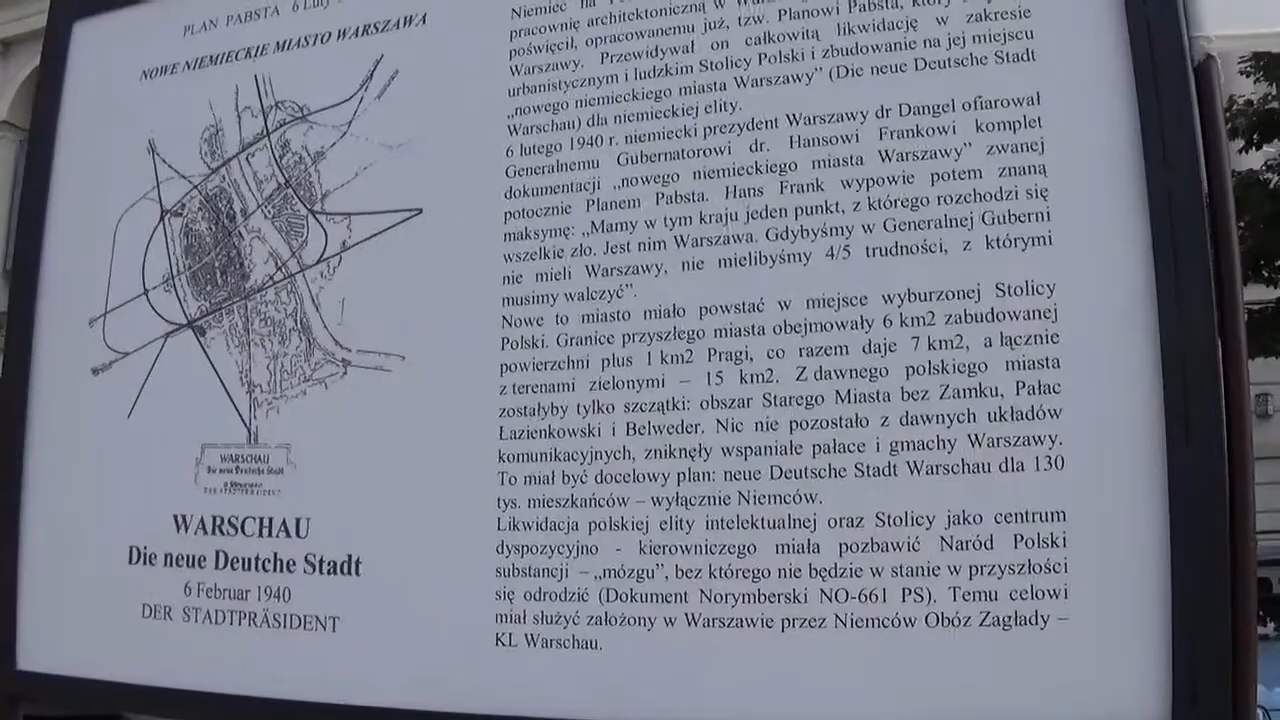 PLAN PABSTA 6
NOWE NIEMIECKIE MIASTO WARSZAWA
WARSCHAU
Die neue Deutsche Stadt
WARSCHAU
Die neue Deutche Stadt
6 Februar 1940
DER STADTPRÄSIDENT
Niemiec na
pracownię architektoniczną w
poświęcił, opracowanemu już, tzw. Planowi Pabsta,
Warszawy. Przewidywał on całkowitą likwidację w zakresie
urbanistycznym i ludzkim Stolicy Polski i zbudowanie na jej miejscu
„nowego niemieckiego miasta Warszawy” (Die neue Deutsche Stadt
Warschau) dla niemieckiej elity.
6 lutego 1940 r. niemiecki prezydent Warszawy dr Dangel ofiarował
Generalnemu Gubernatorowi dr. Hansowi Frankowi komplet
dokumentacji „nowego niemieckiego miasta Warszawy” zwanej
potocznie Planem Pabsta. Hans Frank wypowie potem znaną
maksymę: „Mamy w tym kraju jeden punkt, z którego rozchodzi się
wszelkie zło. Jest nim Warszawa. Gdybyśmy w Generalnej Guberni
nie mieli Warszawy, nie mielibyśmy 4/5 trudności, z którymi
musimy walczyć”.
Nowe to miasto miało powstać w miejsce wyburzonej Stolicy
Polski. Granice przyszłego miasta obejmowały 6 km2 zabudowanej
powierzchni plus 1 km2 Pragi, co razem daje 7 km2, a łącznie
z terenami zielonymi – 15 km2. Z dawnego polskiego miasta
zostałyby tylko szczątki: obszar Starego Miasta bez Zamku, Pałac
Łazienkowski i Belweder. Nic nie pozostało z dawnych układów
komunikacyjnych, zniknęły wspaniałe pałace i gmachy Warszawy.
To miał być docelowy plan: neue Deutsche Stadt Warschau dla 130
tys. mieszkańców – wyłącznie Niemców.
Likwidacja polskiej elity intelektualnej oraz Stolicy jako centrum
dyspozycyjno - kierowniczego miała pozbawić Naród Polski
substancji – „mózgu”, bez którego nie będzie w stanie w przyszłości
się odrodzić (Dokument Norymberski NO-661 PS). Temu celowi
miał służyć założony w Warszawie przez Niemców Obóz Zagłady –
KL Warschau.